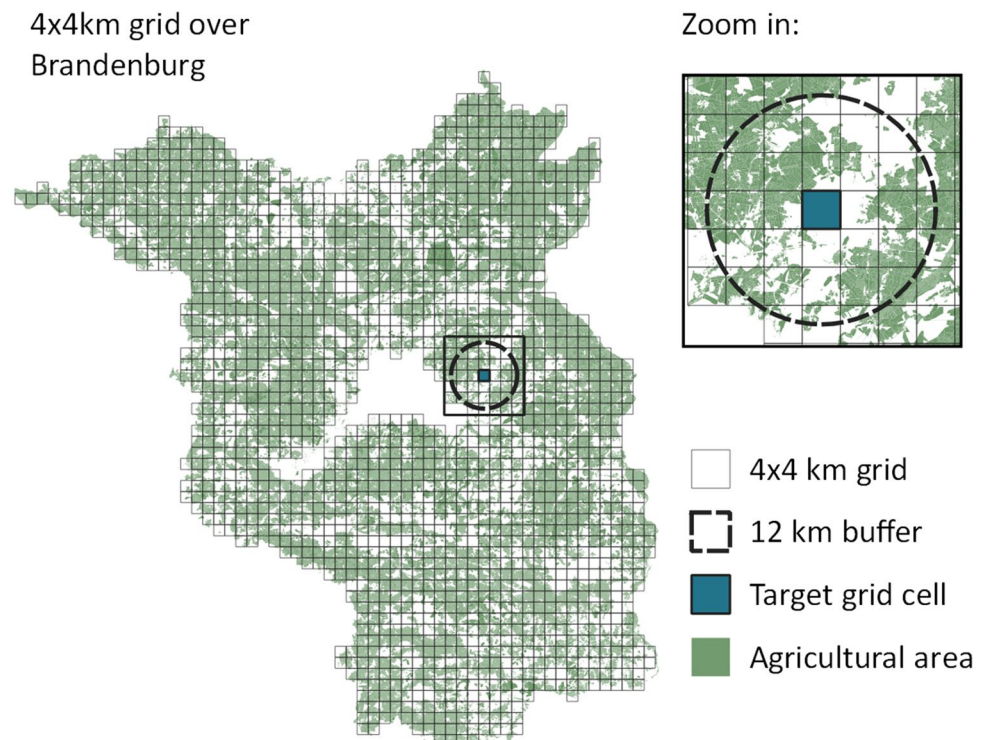 4x4km grid over
Brandenburg
Zoom in:
4x4 km grid
12 km buffer
Target grid cell
Agricultural area